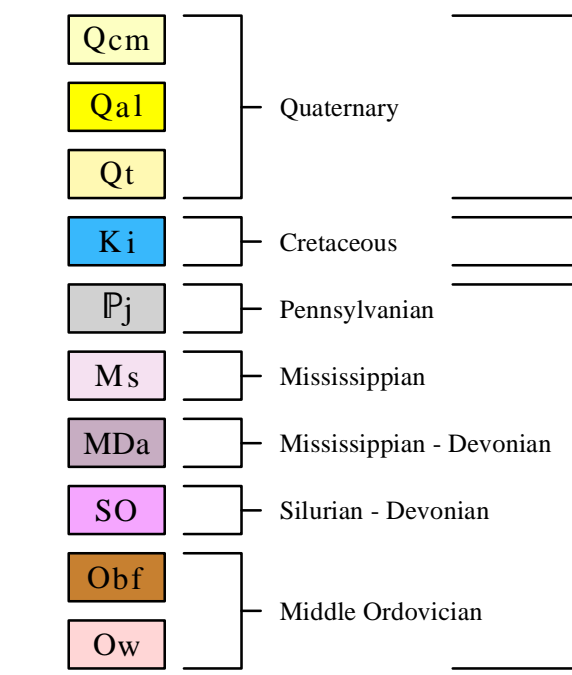 Qcm
Qal Quaternary
Qt
Ki Cretaceous
ℙj Pennsylvanian
Ms Mississippian
MDa Mississippian - Devonian
SO Silurian - Devonian
Obf
Middle Ordovician
Ow